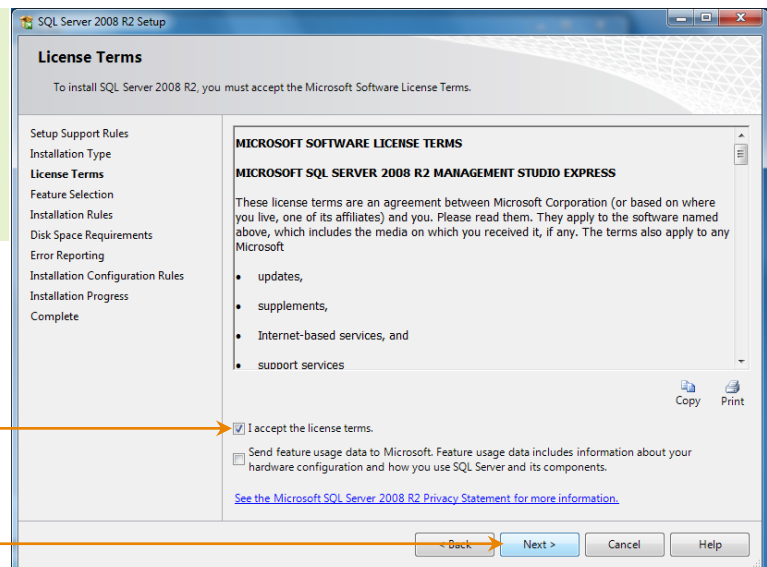 SQL Server 2008 R2 Setup
License Terms
To install SQL Server 2008 R2, you must accept the Microsoft Software License Terms.
Setup Support Rules
Installation Type
License Terms
Feature Selection
Installation Rules
Disk Space Requirements
Error Reporting
Installation Configuration Rules
Installation Progress
Complete
MICROSOFT SOFTWARE LICENSE TERMS
MICROSOFT SQL SERVER 2008 R2 MANAGEMENT STUDIO EXPRESS
These license terms are an agreement between Microsoft Corporation (or based on where
you live, one of its affiliates) and you. Please read them. They apply to the software named
above, which includes the media on which you received it, if any. The terms also apply to any
Microsoft
• updates,
• supplements,
• Internet-based services, and
• support services
Copy Print
I accept the license terms.
Send feature usage data to Microsoft. Feature usage data includes information about your
hardware configuration and how you use SQL Server and its components.
See the Microsoft SQL Server 2008 R2 Privacy Statement for more information.
< Back Next > Cancel Help